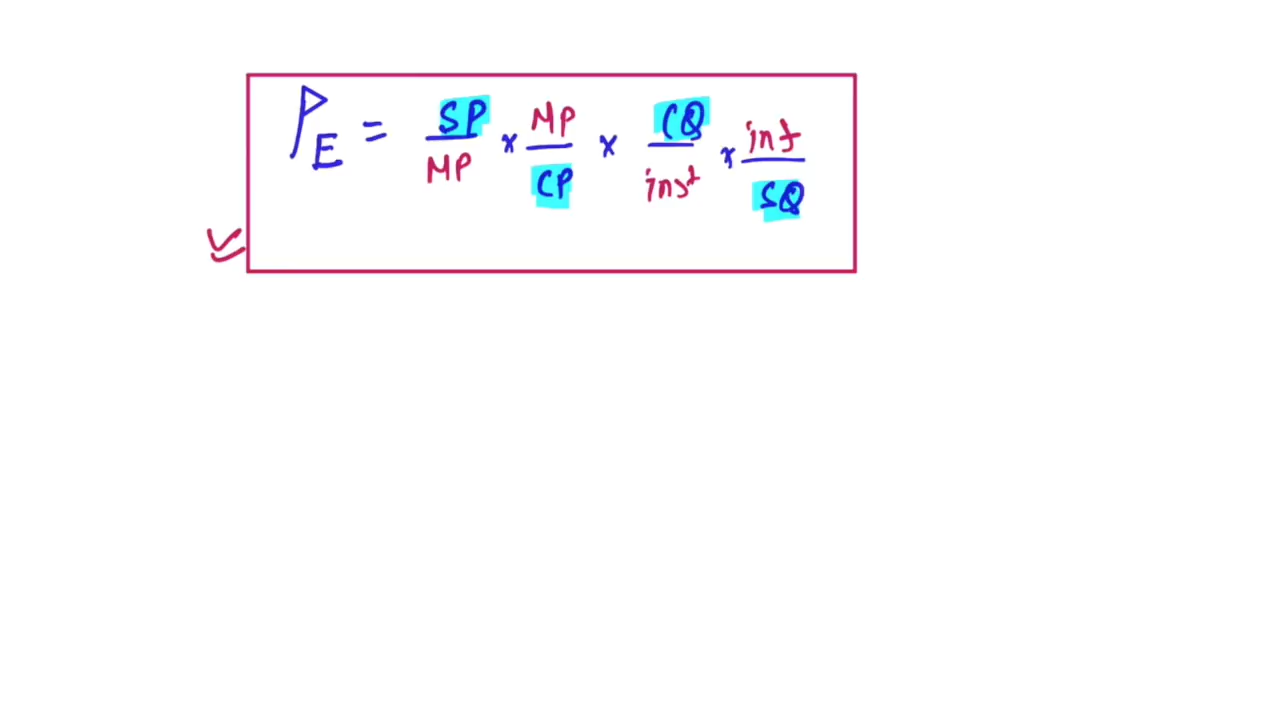 P_E = SP/MP × MP/CP × CQ/inst × inst/SQ